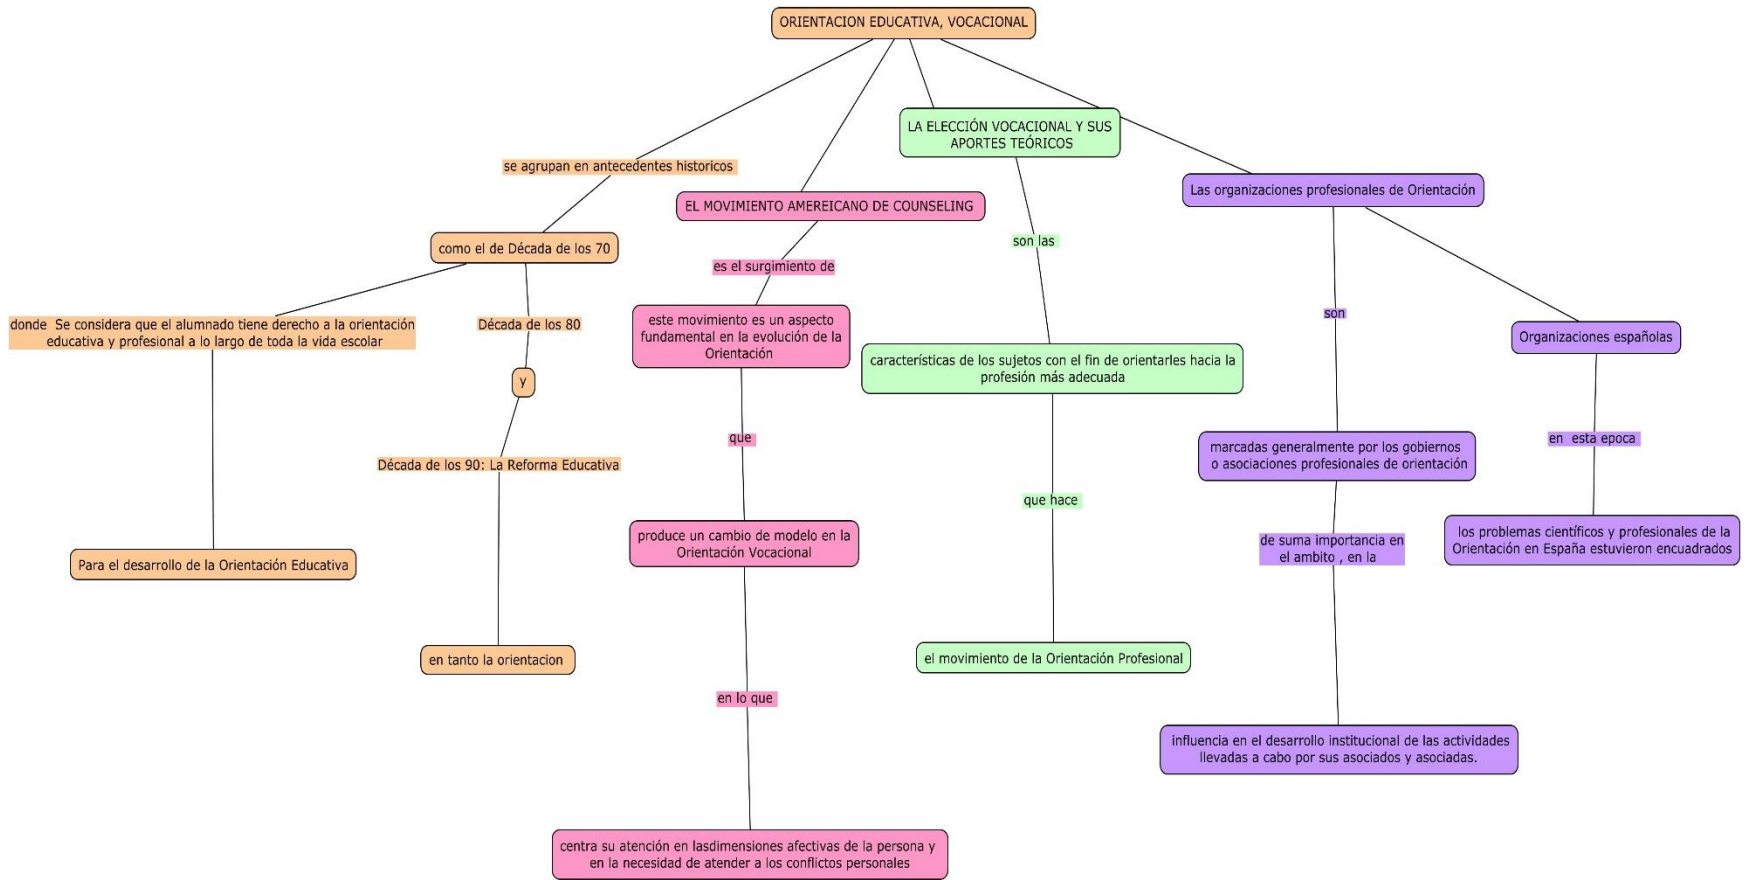 ORIENTACION EDUCATIVA, VOCACIONAL
se agrupan en antecedentes historicos
como el de Década de los 70
donde Se considera que el alumnado tiene derecho a la orientación
educativa y profesional a lo largo de toda la vida escolar
Para el desarrollo de la Orientación Educativa
Década de los 80
y
Década de los 90: La Reforma Educativa
en tanto la orientacion
EL MOVIMIENTO AMEREICANO DE COUNSELING
es el surgimiento de
este movimiento es un aspecto
fundamental en la evolución de la
Orientación
que
produce un cambio de modelo en la
Orientación Vocacional
en lo que
centra su atención en lasdimensiones afectivas de la persona y
en la necesidad de atender a los conflictos personales
LA ELECCIÓN VOCACIONAL Y SUS
APORTES TEÓRICOS
son las
características de los sujetos con el fin de orientarles hacia la
profesión más adecuada
que hace
el movimiento de la Orientación Profesional
Las organizaciones profesionales de Orientación
son
marcadas generalmente por los gobiernos
o asociaciones profesionales de orientación
de suma importancia en
el ambito , en la
influencia en el desarrollo institucional de las actividades
llevadas a cabo por sus asociados y asociadas.
Organizaciones españolas
en esta epoca
los problemas científicos y profesionales de la
Orientación en España estuvieron encuadrados